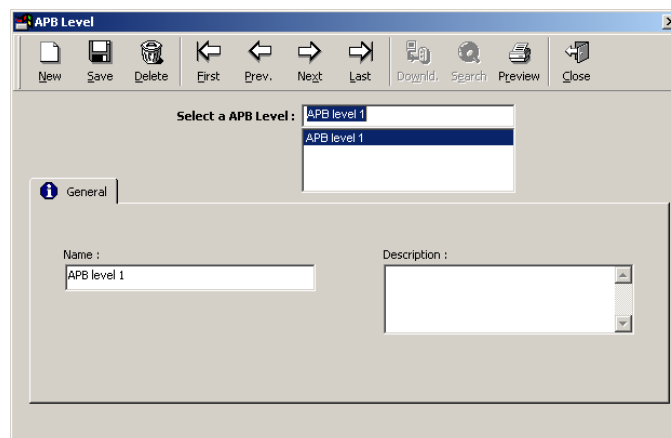 APB Level
New Save Delete First Prev. Next Last Downld. Search Preview Close
Select a APB Level : APB level 1
APB level 1
General
Name : Description :
APB level 1